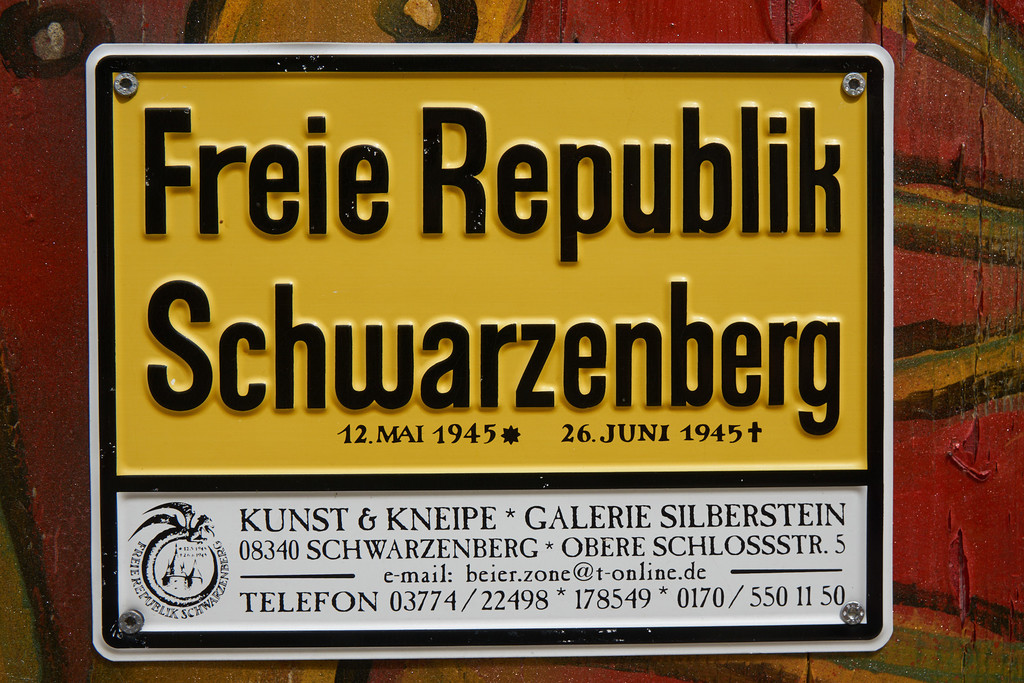 Freie Republik
Schwarzenberg
12. MAI 1945✷ 26. JUNI 1945✝
KUNST & KNEIPE * GALERIE SILBERSTEIN
08340 SCHWARZENBERG * OBERE SCHLOSSSTR. 5
e-mail: beier.zone@t-online.de
TELEFON 03774/22498 * 178549 * 0170/550 11 50
FREIE REPUBLIK SCHWARZENBERG